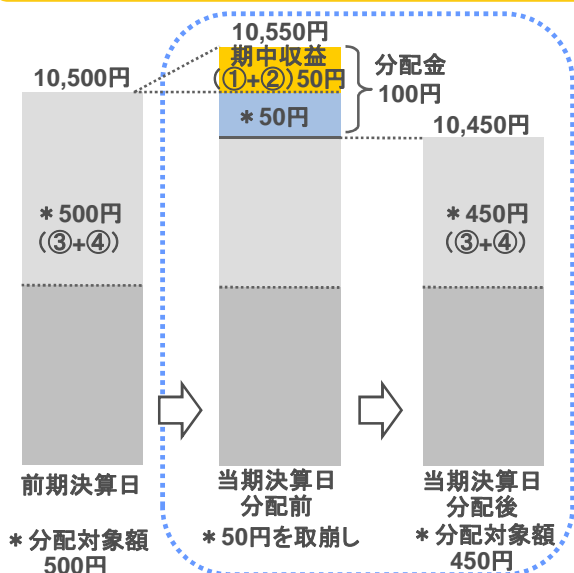 10,550円
期中収益
(①+②)50円
分配金
100円
10,500円
＊50円
10,450円
＊500円
(③+④)
＊450円
(③+④)
前期決算日
当期決算日
分配前
当期決算日
分配後
＊分配対象額
500円
＊50円を取崩し
＊分配対象額
450円